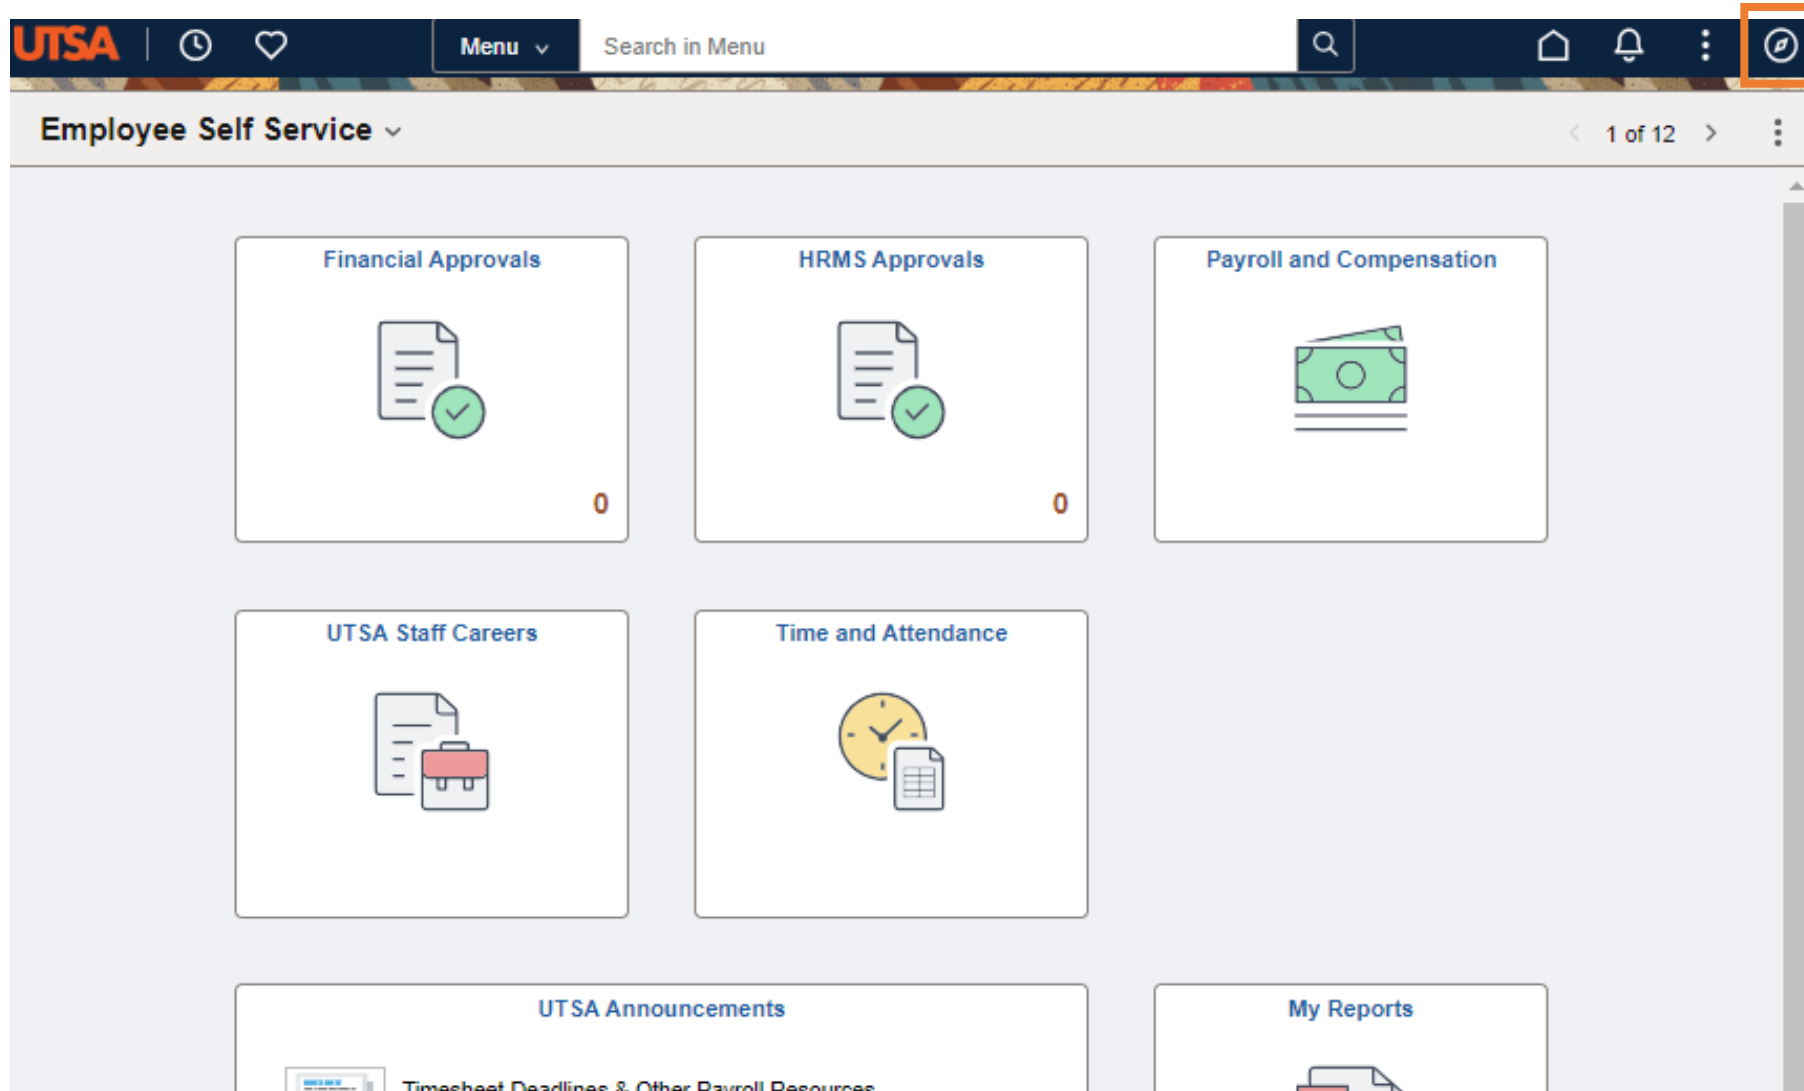 UTSA
Menu
Search in Menu
Employee Self Service
1 of 12
Financial Approvals
HRMS Approvals
Payroll and Compensation
0
0
UTSA Staff Careers
Time and Attendance
UTSA Announcements
My Reports
Timesheet Deadlines & Other Payroll Resources